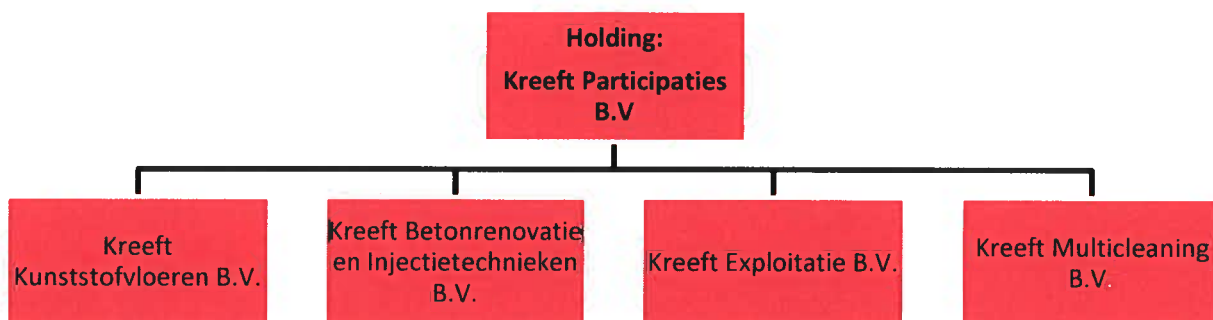 Holding:
Kreeft Participaties
B.V
Kreeft
Kunststofvloeren B.V.
Kreeft Betonrenovatie
en Injectietechnieken
B.V.
Kreeft Exploitatie B.V.
Kreeft Multicleaning
B.V.